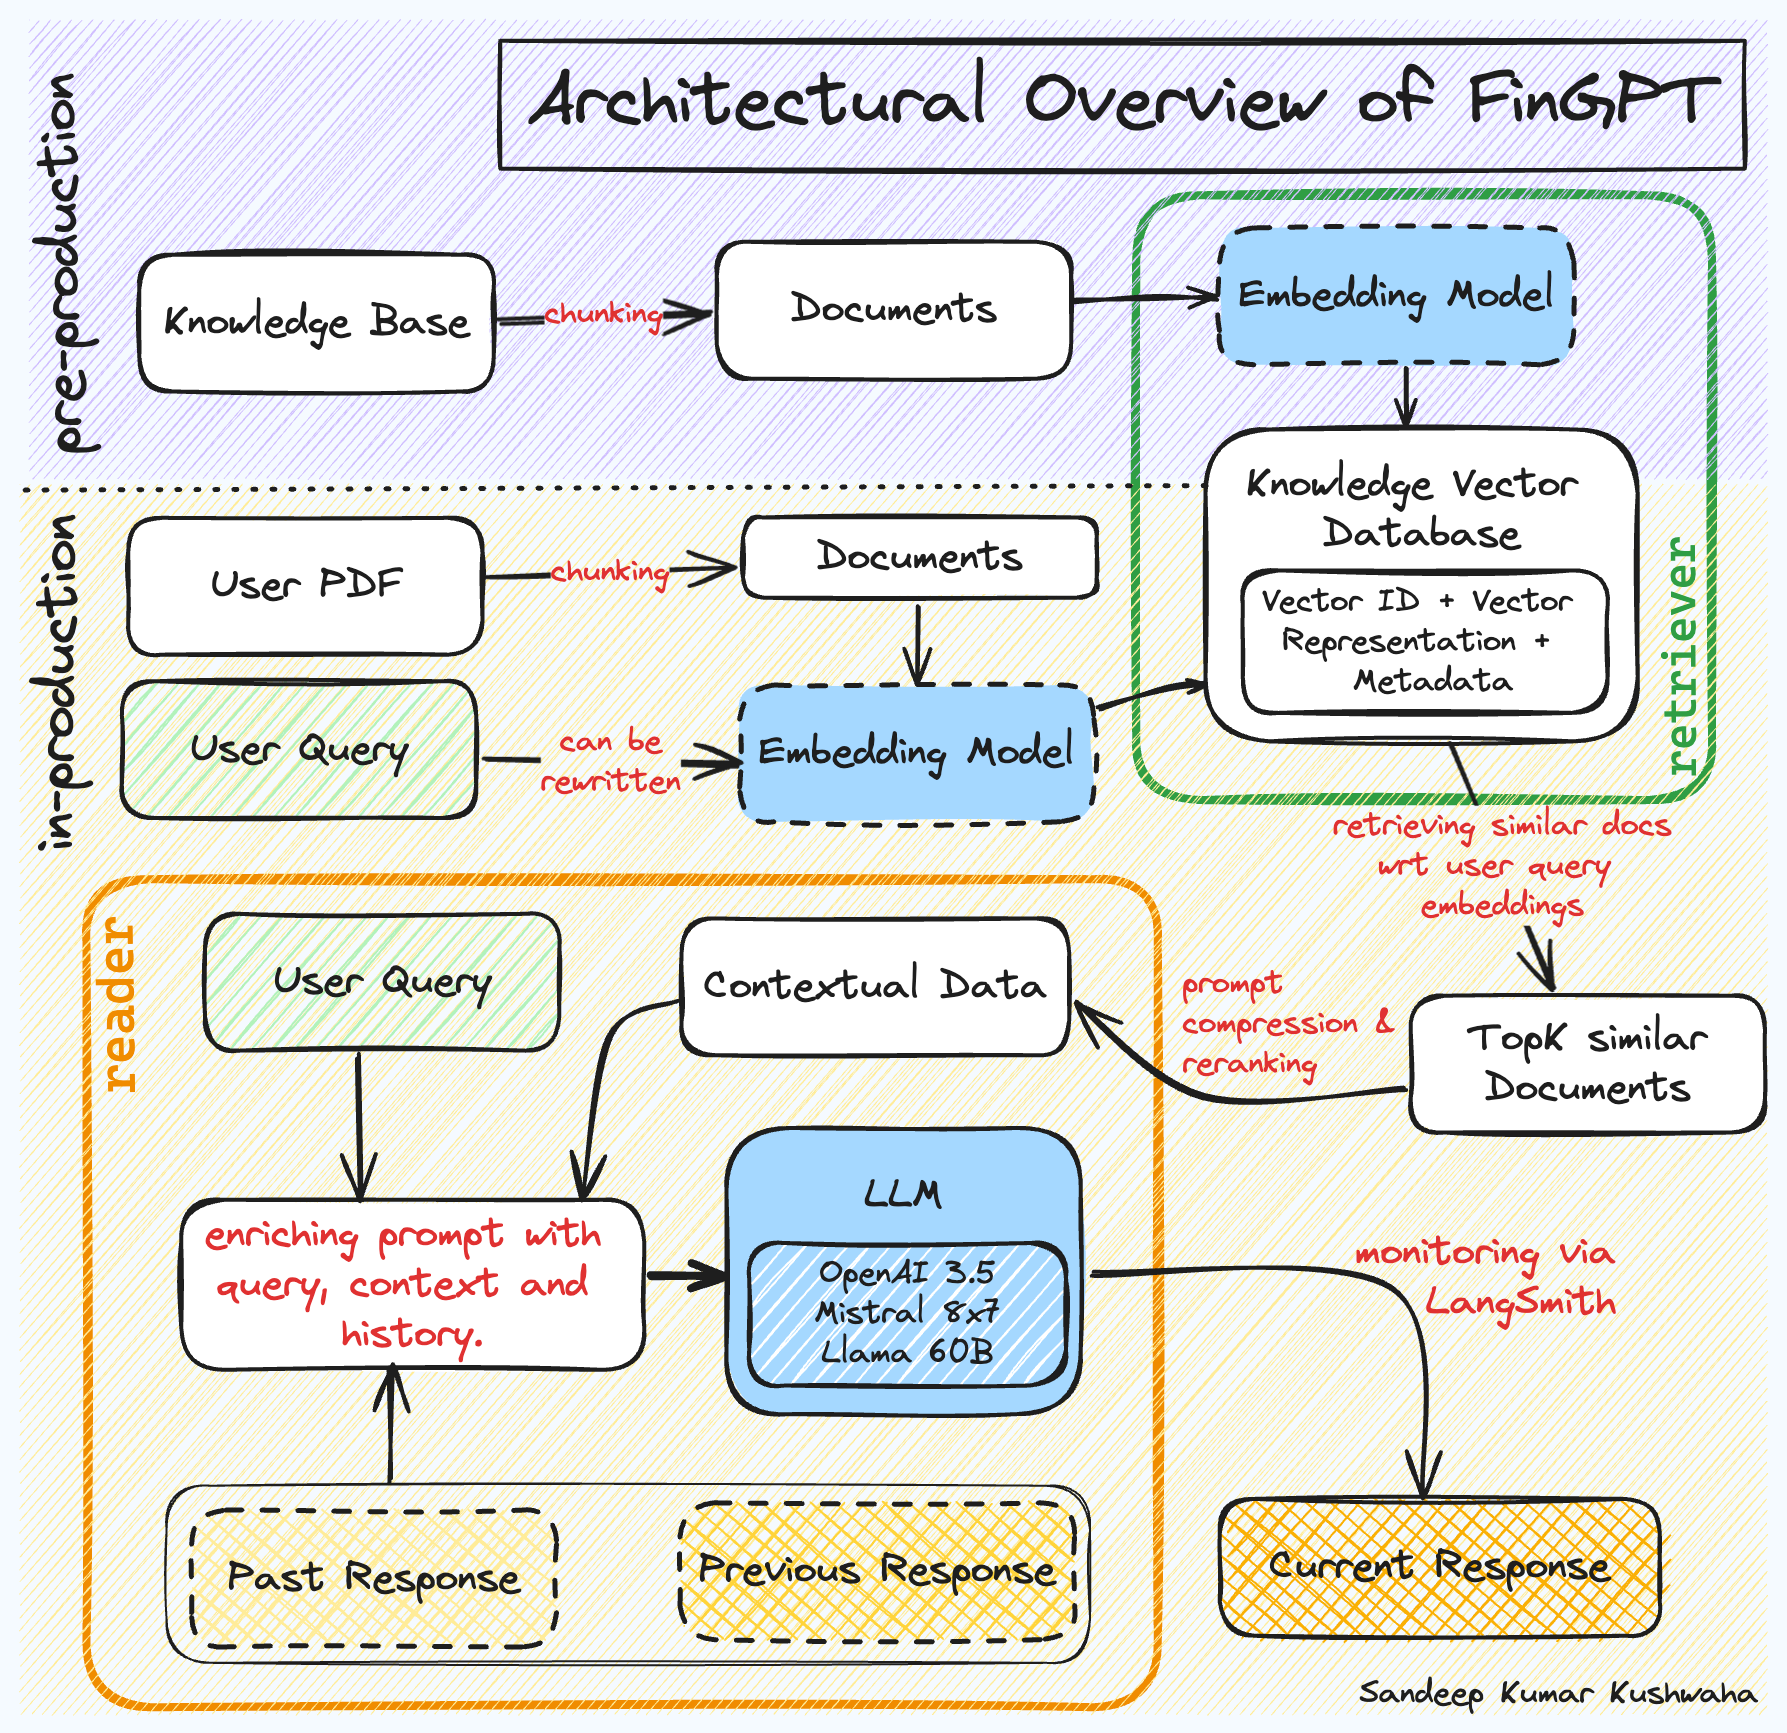 Architectural Overview of FinGPT
pre-production
Knowledge Base
chunking
Documents
Embedding Model
Knowledge Vector
Database
Vector ID + Vector
Representation +
Metadata
retriever
in-production
User PDF
chunking
Documents
User Query
can be
rewritten
Embedding Model
retrieving similar docs
wrt user query
embeddings
TopK similar
Documents
prompt
compression &
reranking
reader
User Query
Contextual Data
enriching prompt with
query, context and
history.
LLM
OpenAI 3.5
Mistral 8x7
Llama 60B
monitoring via
LangSmith
Past Response
Previous Response
Current Response
Sandeep Kumar Kushwaha